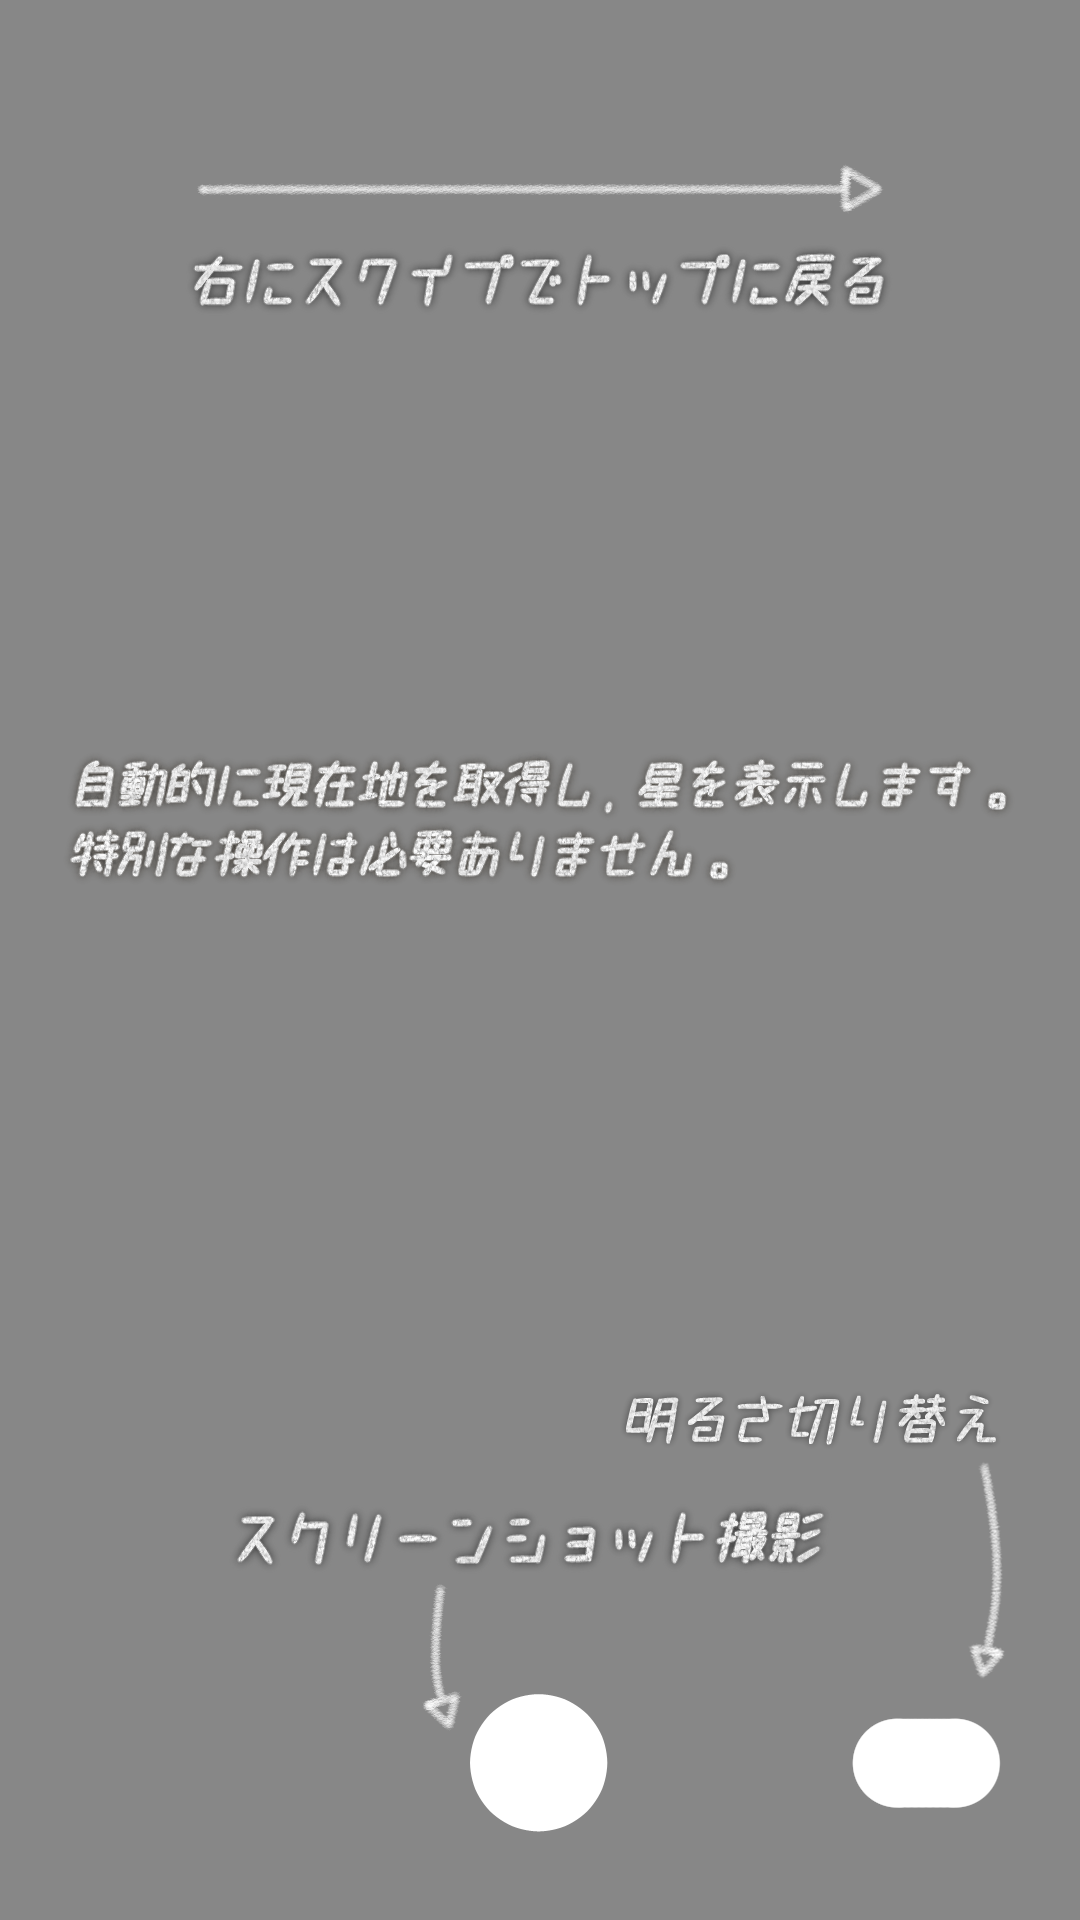 右にスワイプでトップに戻る
自動的に現在地を取得し，星を表示します。
特別な操作は必要ありません。
明るさ切り替え
スクリーンショット撮影